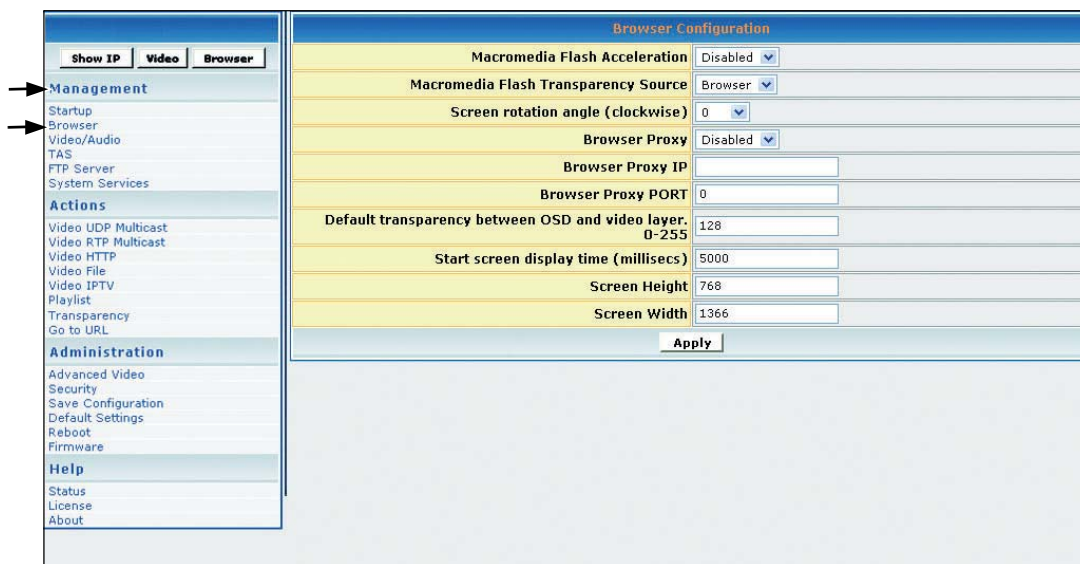 Show IP Video Browser
Management
Startup
Browser
Video/Audio
TAS
FTP Server
System Services
Actions
Video UDP Multicast
Video RTP Multicast
Video HTTP
Video File
Video IPTV
Playlist
Transparency
Go to URL
Administration
Advanced Video
Security
Save Configuration
Default Settings
Reboot
Firmware
Help
Status
License
About
Browser Configuration
Macromedia Flash Acceleration Disabled
Macromedia Flash Transparency Source Browser
Screen rotation angle (clockwise) 0
Browser Proxy Disabled
Browser Proxy IP
Browser Proxy PORT 0
Default transparency between OSD and video layer.
0-255 128
Start screen display time (millisecs) 5000
Screen Height 768
Screen Width 1366
Apply